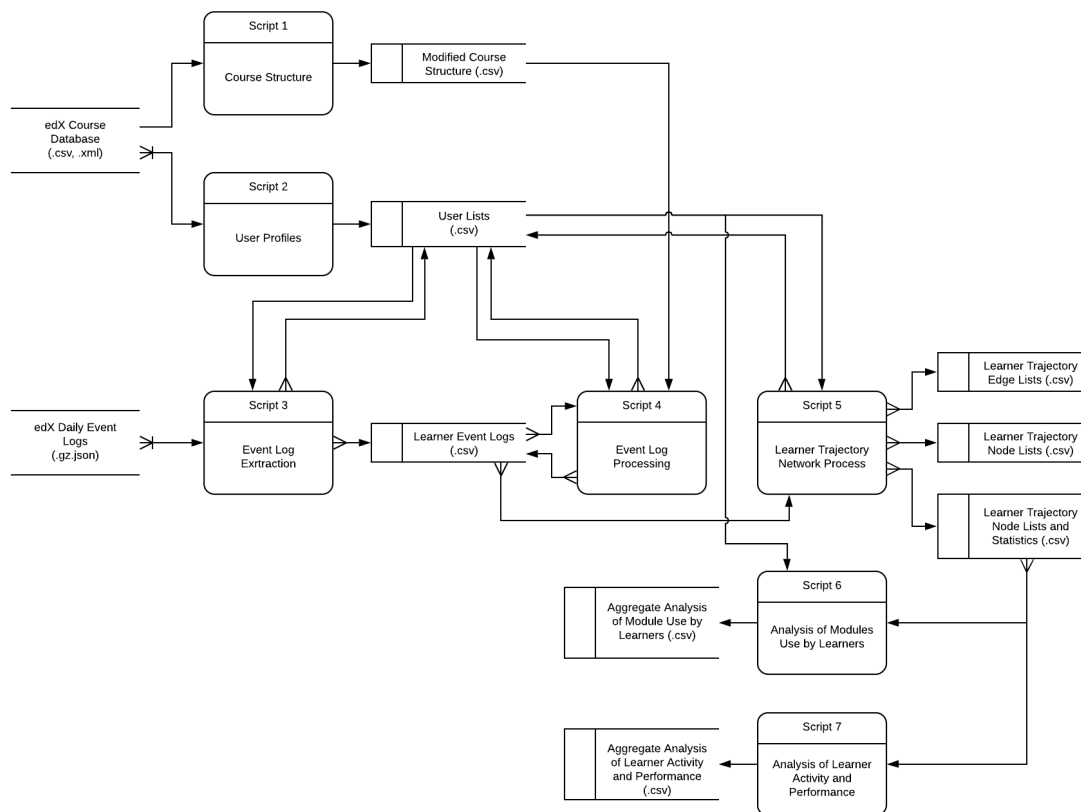 Script 1
Course Structure
Modified Course
Structure (.csv)
edX Course
Database
(.csv, .xml)
Script 2
User Profiles
User Lists
(.csv)
edX Daily Event
Logs
(.gz.json)
Script 3
Event Log
Exrtraction
Learner Event Logs
(.csv)
Script 4
Event Log
Processing
Script 5
Learner Trajectory
Network Process
Learner Trajectory
Edge Lists (.csv)
Learner Trajectory
Node Lists (.csv)
Learner Trajectory
Node Lists and
Statistics (.csv)
Script 6
Analysis of Modules
Use by Learners
Aggregate Analysis
of Module Use by
Learners (.csv)
Script 7
Analysis of Learner
Activity and
Performance
Aggregate Analysis
of Learner Activity
and Performance
(.csv)